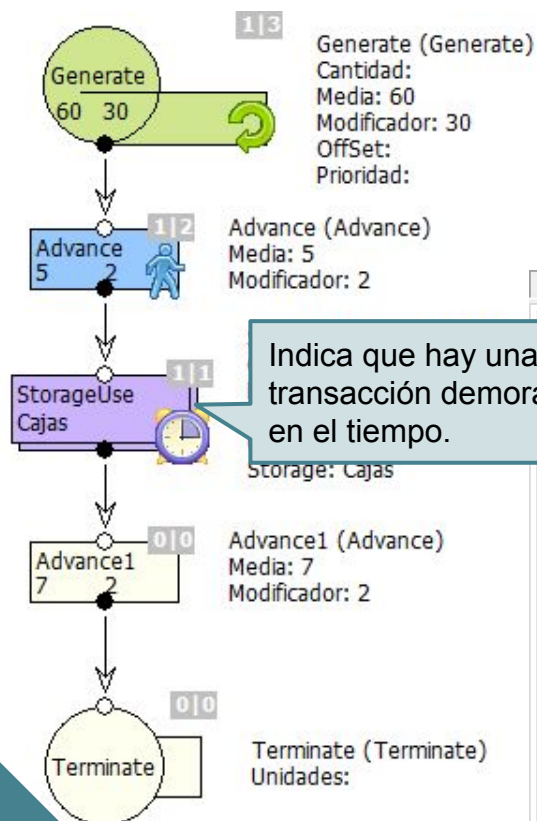 1|3
Generate
60 30
Generate (Generate)
Cantidad:
Media: 60
Modificador: 30
OffSet:
Prioridad:
1|2
Advance
5 2
Advance (Advance)
Media: 5
Modificador: 2
1|1
StorageUse
Cajas
Indica que hay una
transacción demora
en el tiempo.
Storage: Cajas
0|0
Advance1
7 2
Advance1 (Advance)
Media: 7
Modificador: 2
0|0
Terminate
Terminate (Terminate)
Unidades: